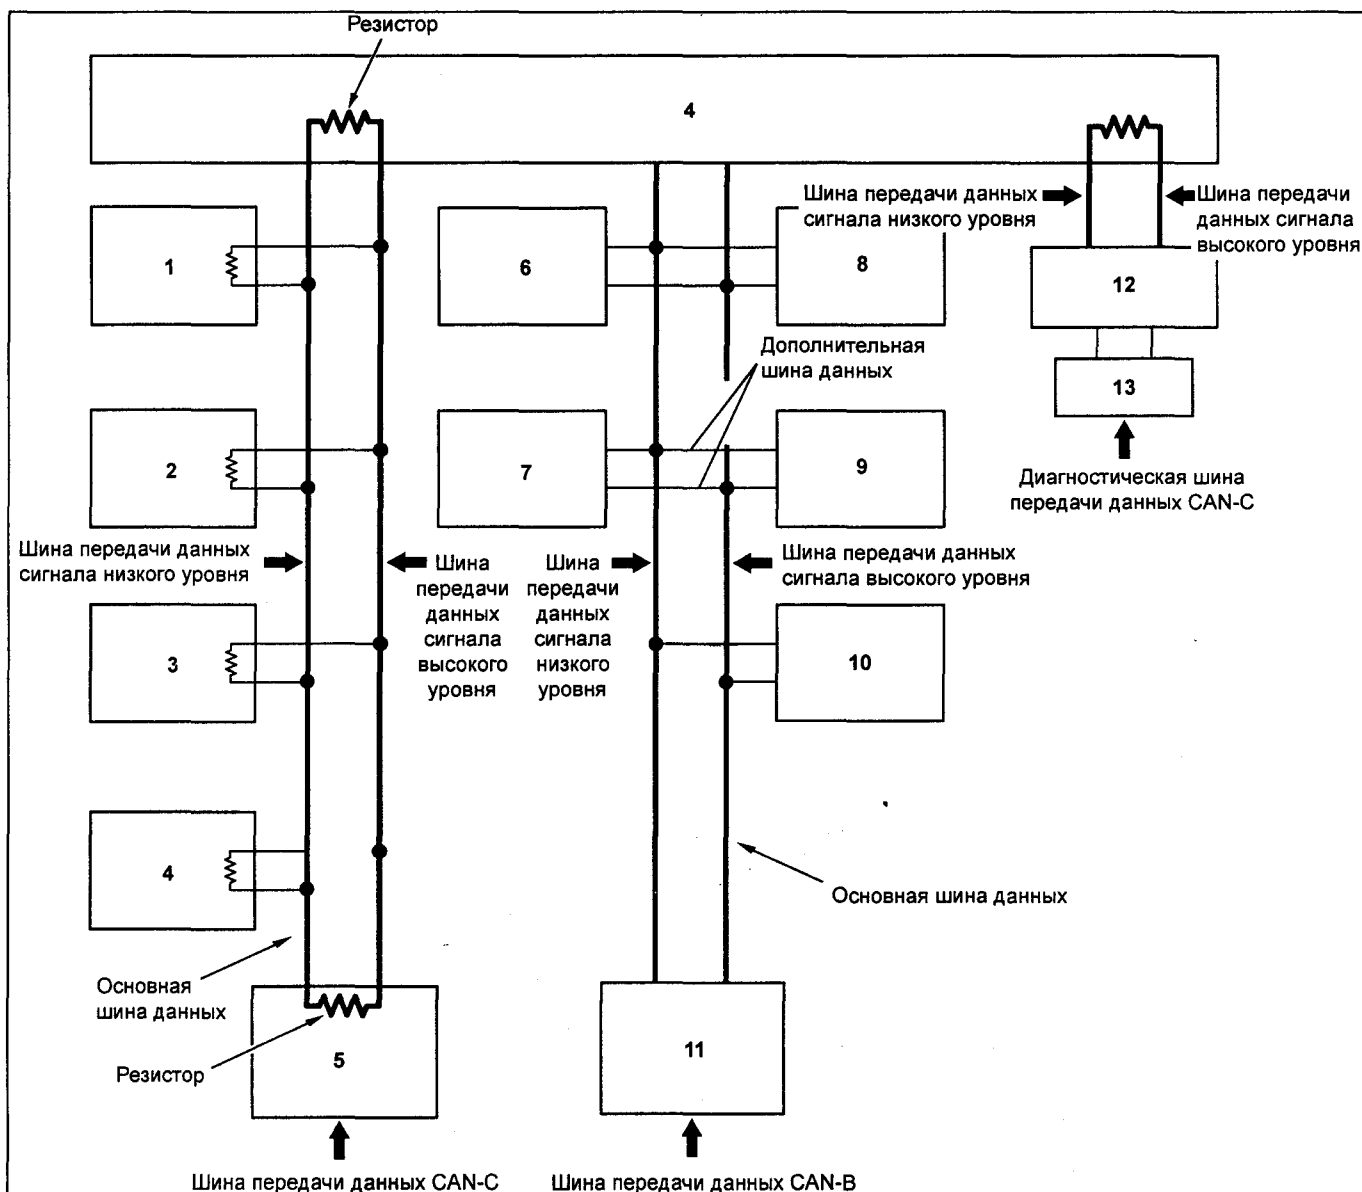 Резистор
4
Шина передачи данных
сигнала низкого уровня
Шина передачи
данных сигнала
высокого уровня
1
6
8
12
Дополнительная
шина данных
13
2
7
9
Диагностическая шина
передачи данных CAN-C
Шина передачи данных
сигнала низкого уровня
Шина
передачи
данных
сигнала
высокого
уровня
Шина
передачи
данных
сигнала
низкого
уровня
Шина передачи данных
сигнала высокого уровня
3
10
4
Основная шина данных
Основная
шина данных
Резистор
5
11
Шина передачи данных CAN-C
Шина передачи данных CAN-B